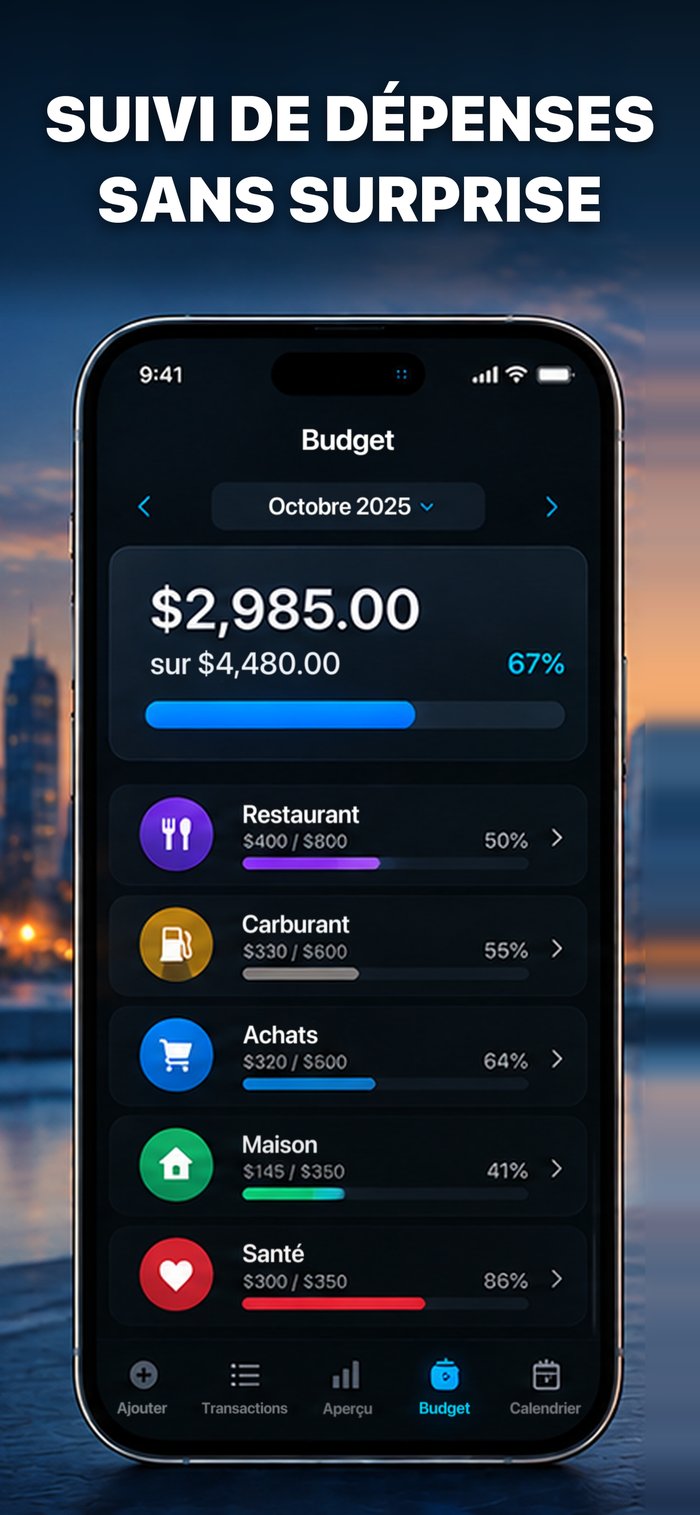 SUIVI DE DÉPENSES
SANS SURPRISE
9:41
Budget
Octobre 2025
$2,985.00
sur $4,480.00
67%
Restaurant
$400 / $800
50%
Carburant
$330 / $600
55%
Achats
$320 / $600
64%
Maison
$145 / $350
41%
Santé
$300 / $350
86%
Ajouter
Transactions
Aperçu
Budget
Calendrier